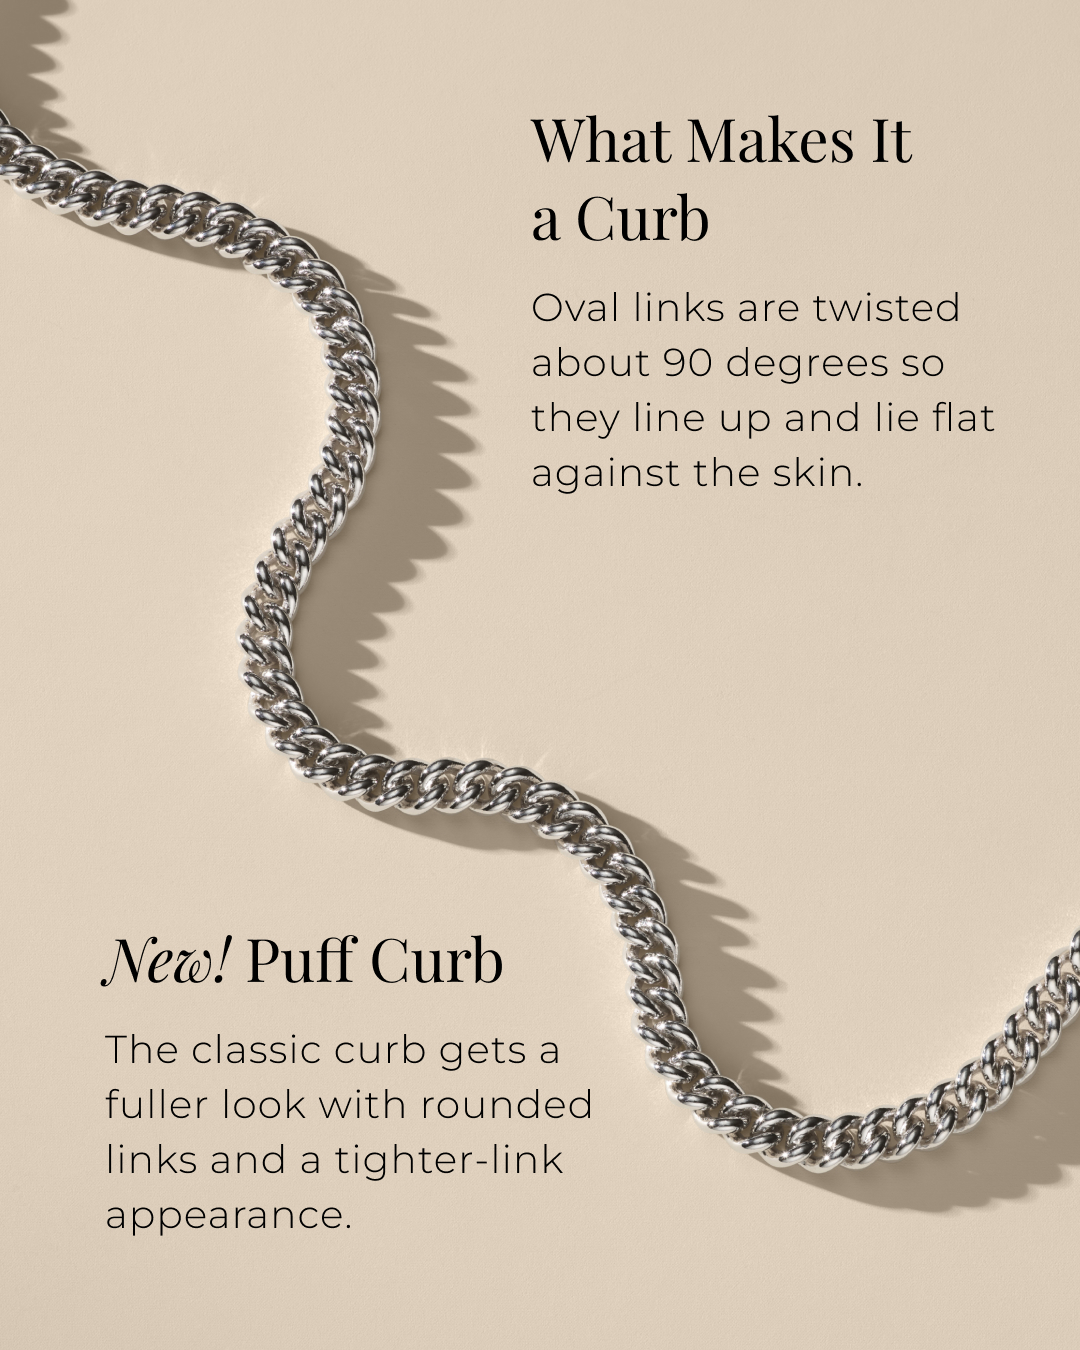 What Makes It
a Curb
Oval links are twisted
about 90 degrees so
they line up and lie flat
against the skin.
New! Puff Curb
The classic curb gets a
fuller look with rounded
links and a tighter-link
appearance.